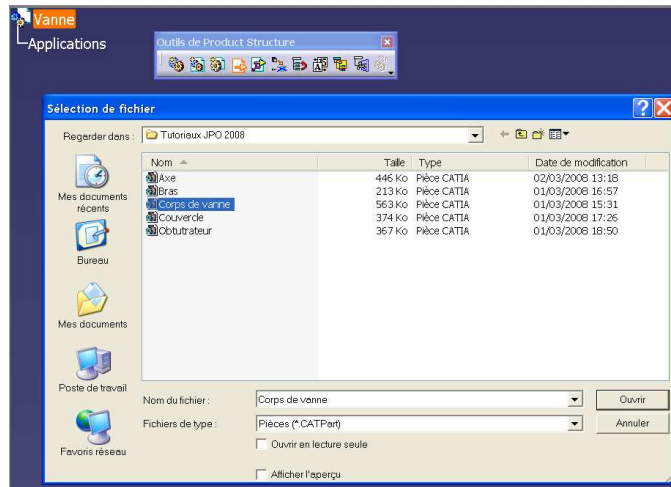 Vanne
Applications
Outils de Product Structure
Sélection de fichier
Regarder dans : Tutoriaux JPO 2008
Nom Taille Type Date de modification
Axe 446 Ko Pièce CATIA 02/03/2008 13:18
Bras 213 Ko Pièce CATIA 01/03/2008 16:57
Corps de vanne 563 Ko Pièce CATIA 01/03/2008 15:31
Couvercle 374 Ko Pièce CATIA 01/03/2008 17:26
Obtutrateur 367 Ko Pièce CATIA 01/03/2008 18:50
Mes documents
récents
Bureau
Mes documents
Poste de travail
Favoris réseau
Nom du fichier : Corps de vanne Ouvrir
Fichiers de type : Pièces (*.CATPart) Annuler
Ouvrir en lecture seule
Afficher l'aperçu